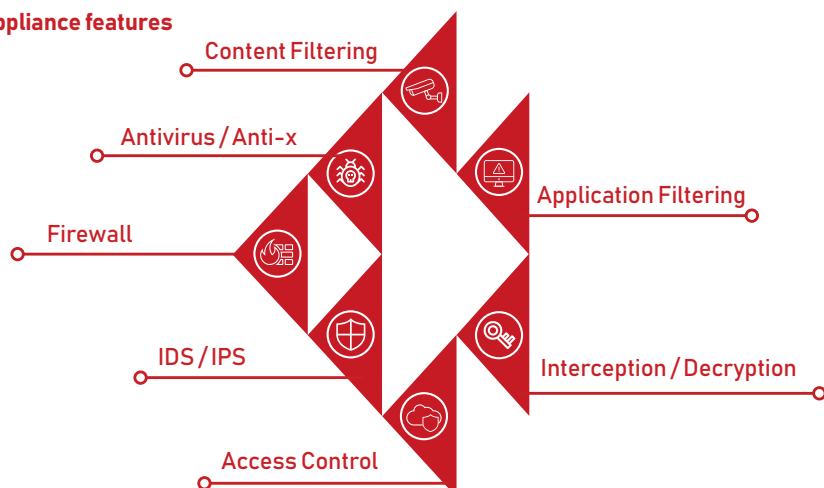 ppliance features
Content Filtering
Antivirus / Anti-x
Application Filtering
Firewall
IDS / IPS
Interception / Decryption
Access Control